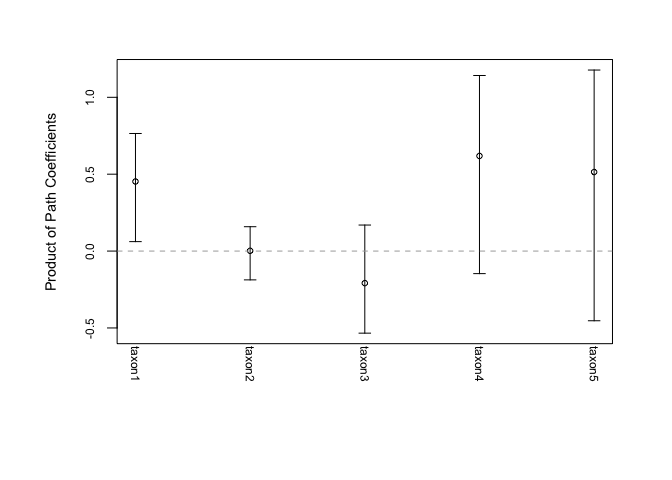 Product of Path Coefficients
1.0
0.5
0.0
-0.5
taxon1
taxon2
taxon3
taxon4
taxon5